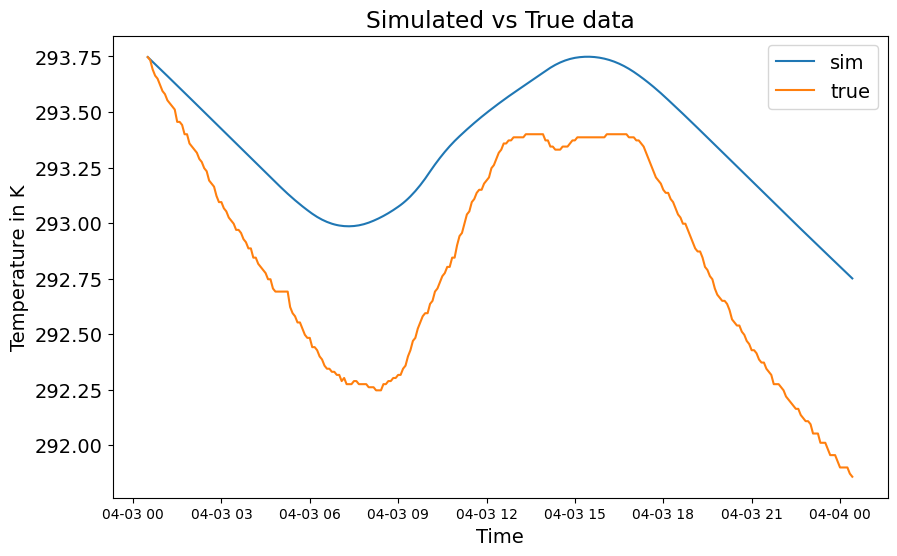 Simulated vs True data
sim
true
293.75
293.50
293.25
293.00
292.75
292.50
292.25
292.00
Temperature in K
04-03 00 04-03 03 04-03 06 04-03 09 04-03 12 04-03 15 04-03 18 04-03 21 04-04 00
Time